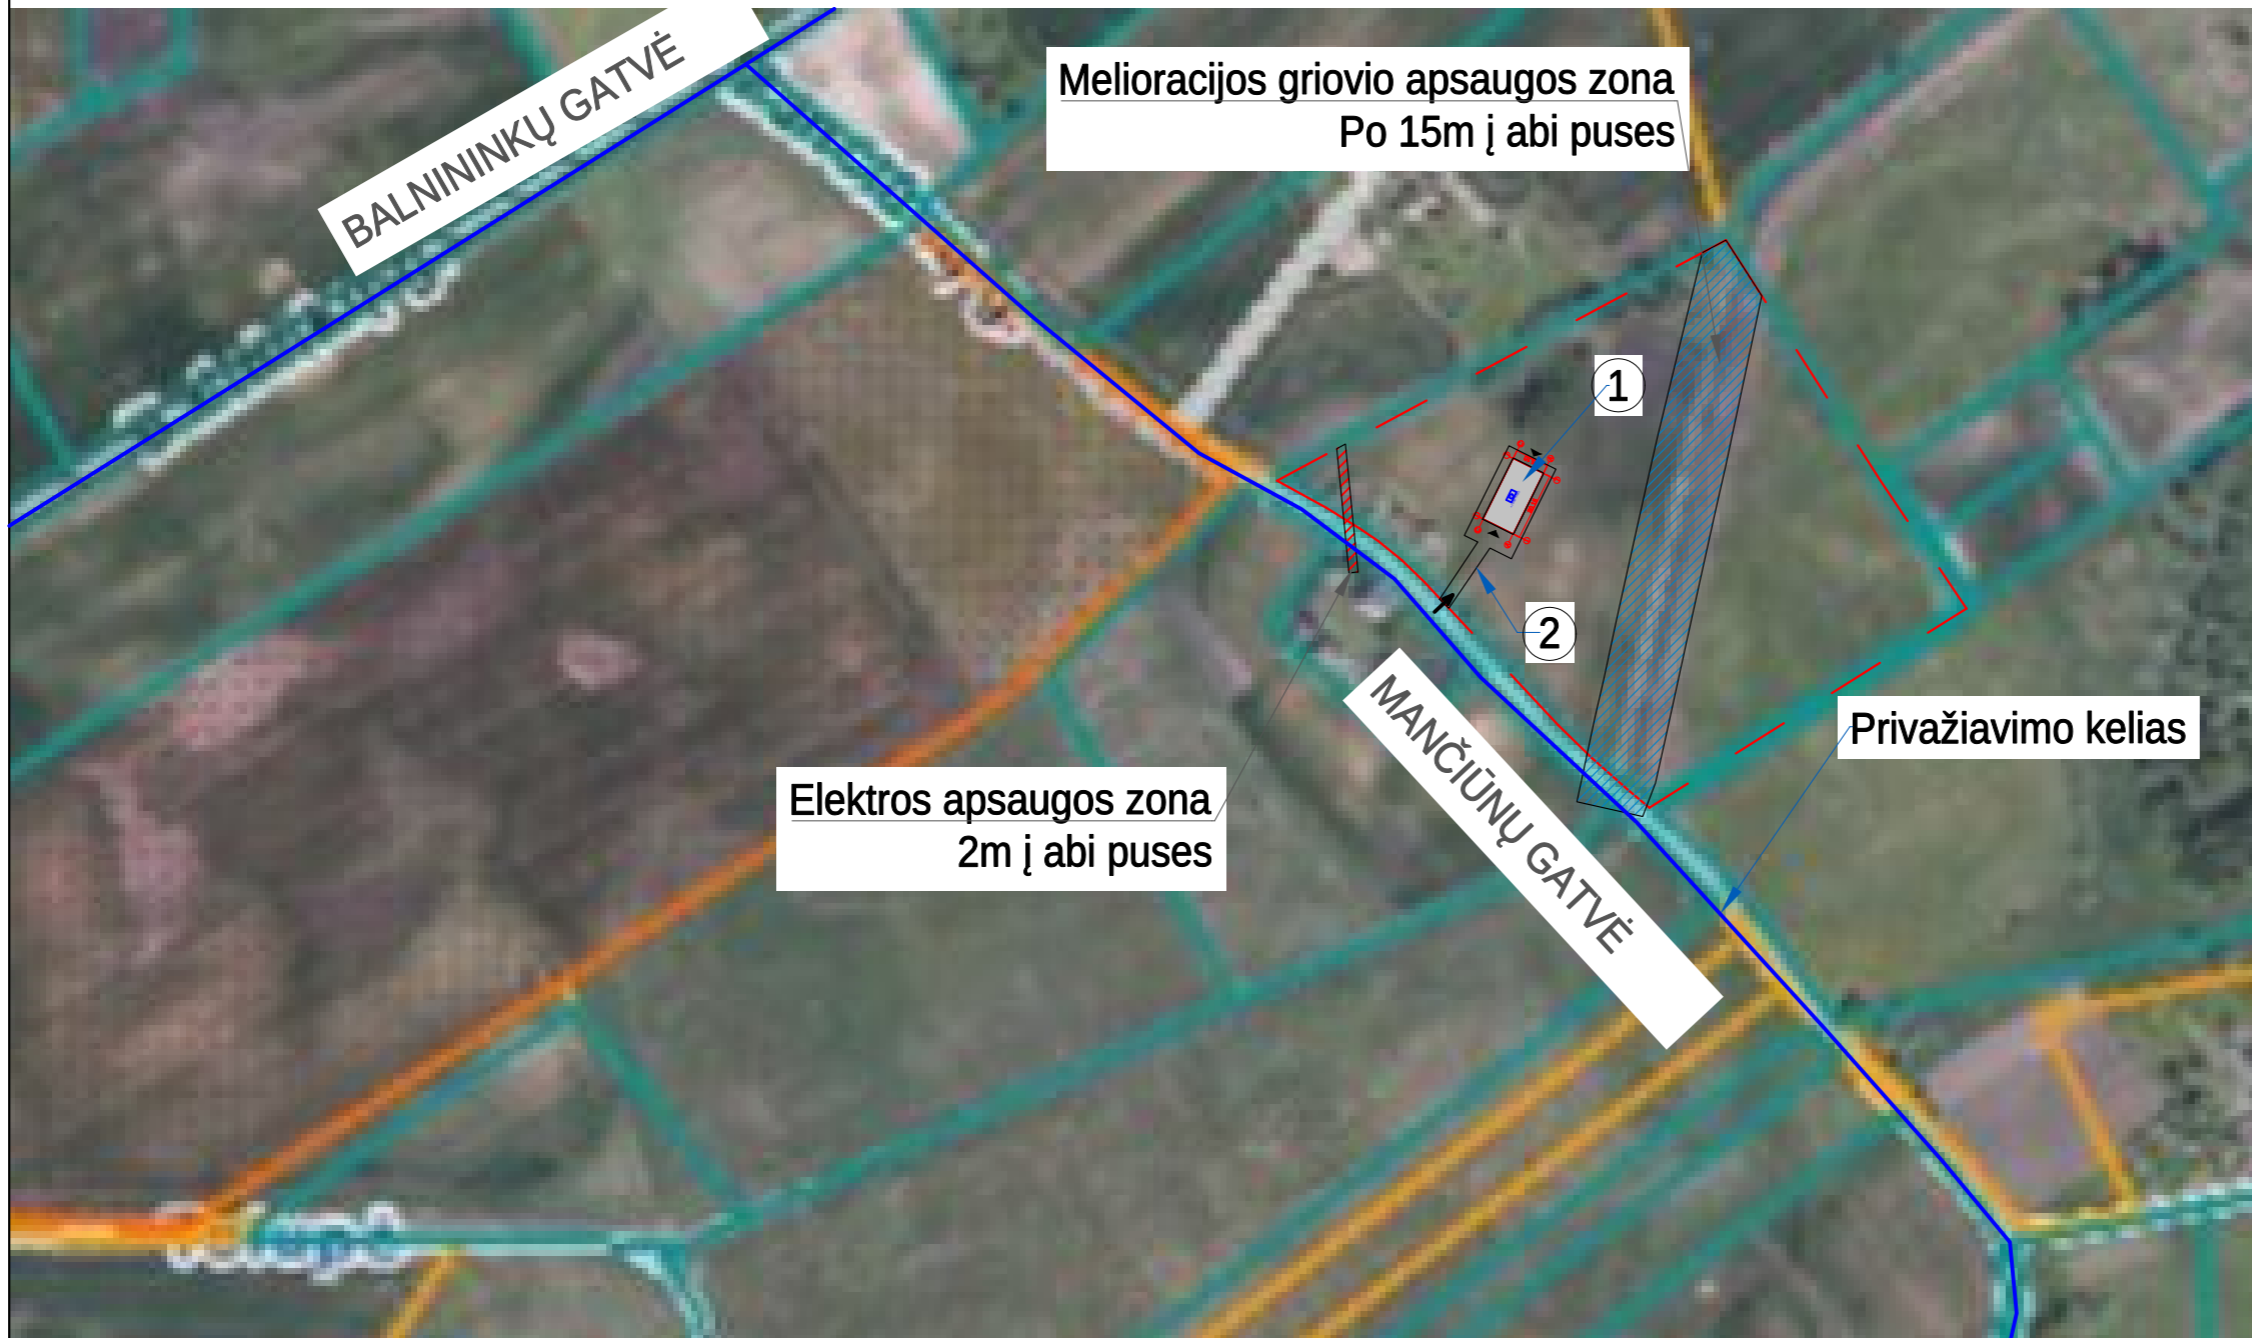 BALNININKŲ GATVĖ
Melioracijos griovio apsaugos zona
Po 15m į abi puses
1
2
MANČIŪNŲ GATVĖ
Privažiavimo kelias
Elektros apsaugos zona
2m į abi puses